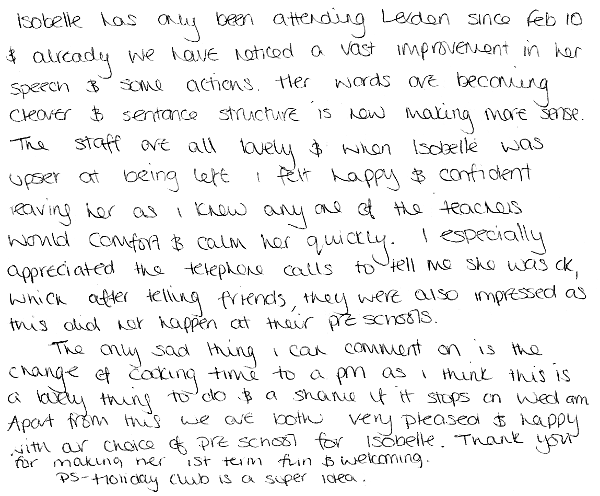 Isobelle has only been attending Leiden since Feb 10
& already we have noticed a vast improvement in her
speech & some actions. Her words are becoming
clearer & sentance structure is now making more sense.
The staff are all lovely & when Isobelle was
upset at being left I felt happy & confident
leaving her as I knew any one of the teachers
would comfort & calm her quickly. I especially
appreciated the telephone calls to tell me she was ok,
which after telling friends, they were also impressed as
this did not happen at their pre schools.
The only sad thing I can comment on is the
change of cooking time to a pm as I think this is
a lovely thing to do & a shame if it stops on Wed am
Apart from this we are both very pleased & happy
with our choice of pre school for Isobelle. Thank you
for making her 1st term fun & welcoming.
PS-Holiday club is a super idea.